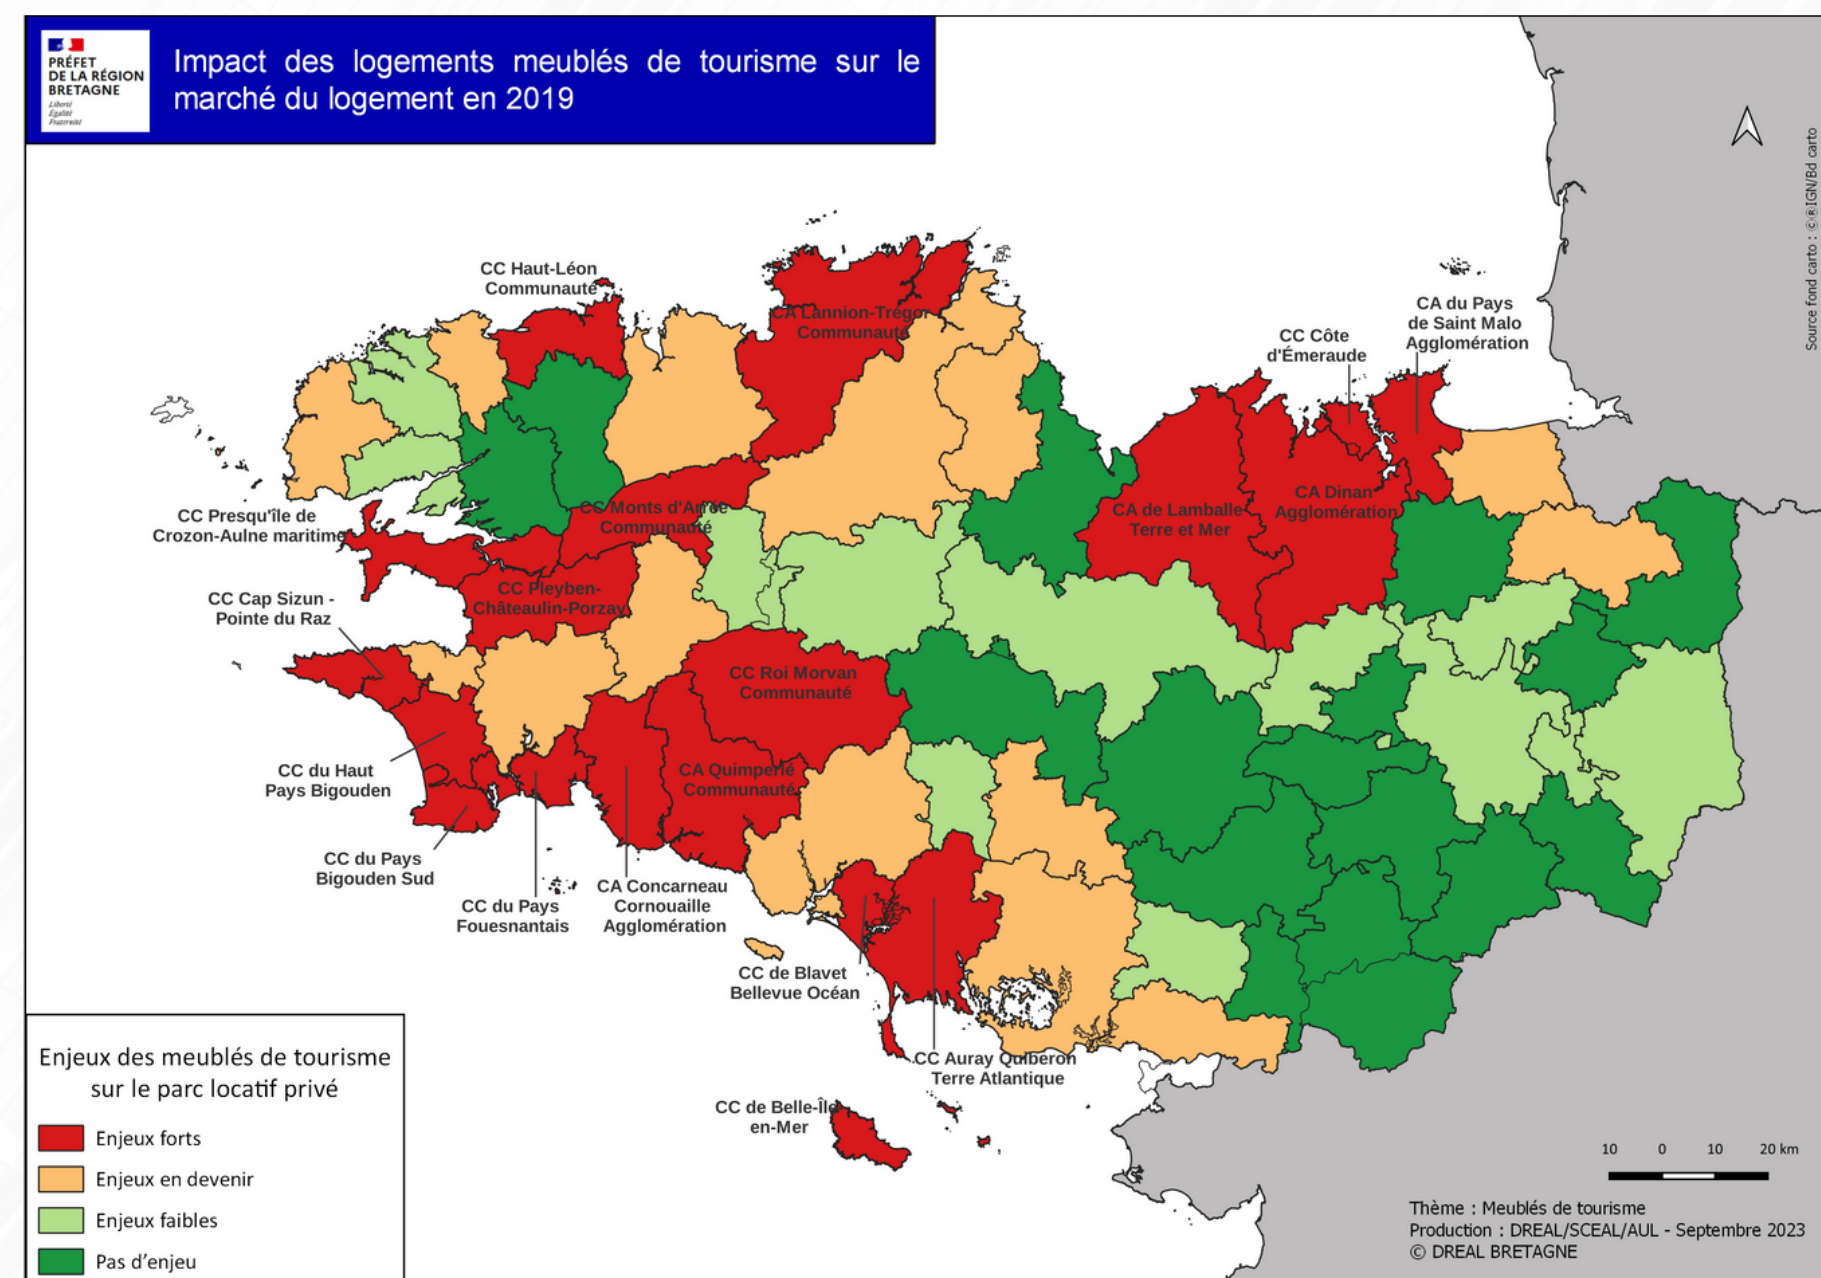 PRÉFET
DE LA RÉGION
BRETAGNE
Liberté
Égalité
Fraternité
Impact des logements meublés de tourisme sur le
marché du logement en 2019
Source fond carto : ©®IGN/Bd carto
CC Haut-Léon
Communauté
CA Lannion-Trégor
Communauté
CC Côte
d'Émeraude
CA du Pays
de Saint Malo
Agglomération
CC Presqu'île de
Crozon-Aulne maritime
CC Monts d'Arrée
Communauté
CA de Lamballe
Terre et Mer
CA Dinan
Agglomération
CC Pleyben-
Châteaulin-Porzay
CC Cap Sizun -
Pointe du Raz
CC Roi Morvan
Communauté
CC du Haut
Pays Bigouden
CA Quimperlé
Communauté
CC du Pays
Bigouden Sud
CC du Pays
Fouesnantais
CA Concarneau
Cornouaille
Agglomération
CC de Blavet
Bellevue Océan
CC Auray Quiberon
Terre Atlantique
CC de Belle-Île
en-Mer
Enjeux des meublés de tourisme
sur le parc locatif privé
Enjeux forts
Enjeux en devenir
Enjeux faibles
Pas d'enjeu
10 0 10 20 km
Thème : Meublés de tourisme
Production : DREAL/SCEAL/AUL - Septembre 2023
© DREAL BRETAGNE